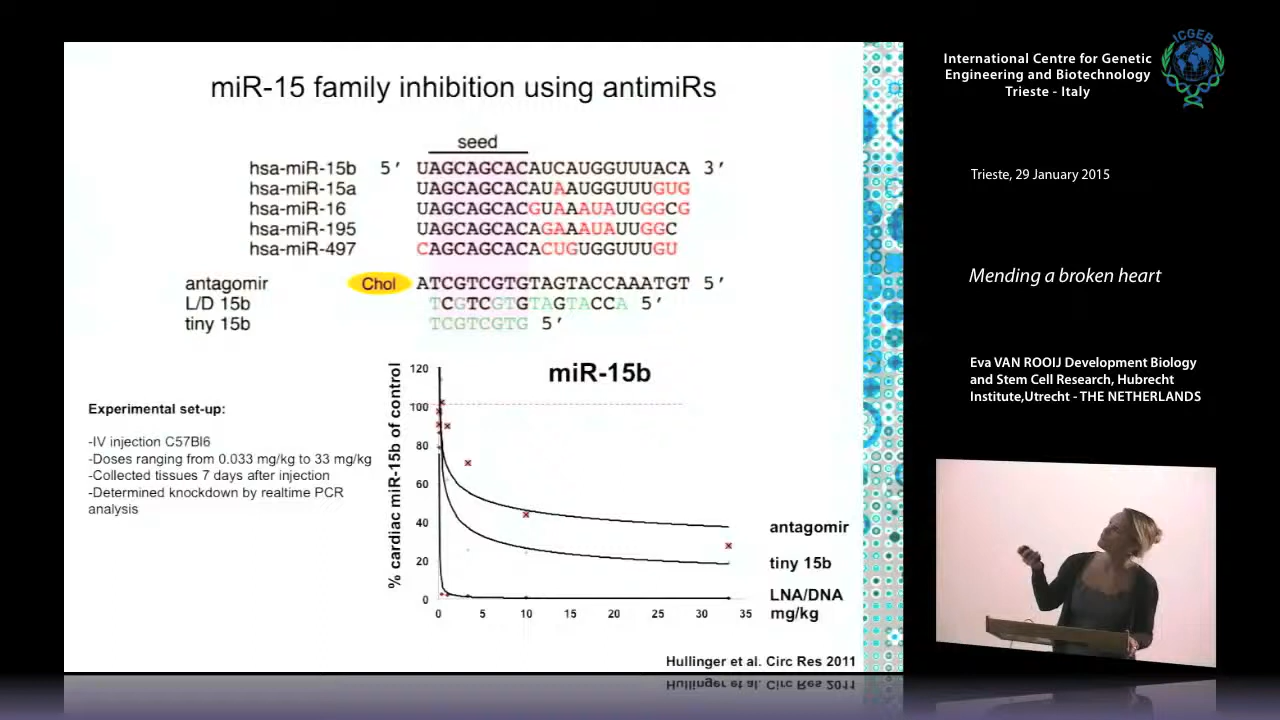 miR-15 family inhibition using antimiRs
seed
hsa-miR-15b 5’ UAGCAGCACAUCAUGGUUUACA 3’
hsa-miR-15a UAGCAGCACAUAAUGGUUUGUG
hsa-miR-16 UAGCAGCACGUAAAUAUUGGCG
hsa-miR-195 UAGCAGCACAGAAAUAUUGGC
hsa-miR-497 CAGCAGCACACUGUGGUUUGU
antagomir Chol ATCGTCGTGTAGTACCAAATGT 5’
L/D 15b TCGTCGTGTAGTACCA 5’
tiny 15b TCGTCGTG 5’
Experimental set-up:
-IV injection C57Bl6
-Doses ranging from 0.033 mg/kg to 33 mg/kg
-Collected tissues 7 days after injection
-Determined knockdown by realtime PCR
analysis
miR-15b
% cardiac miR-15b of control
120
100
80
60
40
20
0
0 5 10 15 20 25 30 35
antagomir
tiny 15b
LNA/DNA
mg/kg
Hullinger et al. Circ Res 2011
Hullinger et al. Circ Res 2011
International Centre for Genetic
Engineering and Biotechnology
Trieste - Italy
ICGEB
Trieste, 29 January 2015
Mending a broken heart
Eva VAN ROOIJ Development Biology
and Stem Cell Research, Hubrecht
Institute,Utrecht - THE NETHERLANDS